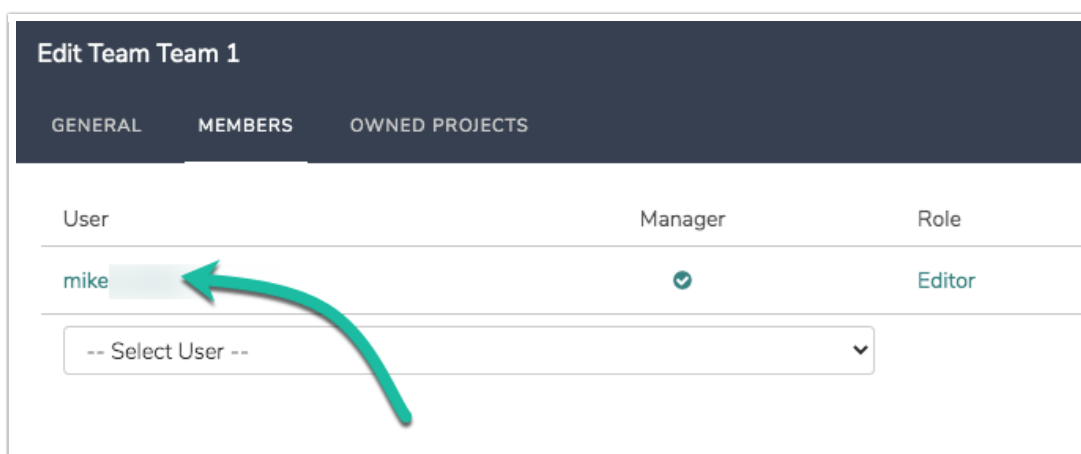 Edit Team Team 1
GENERAL MEMBERS OWNED PROJECTS
User Manager Role
mike Editor
-- Select User --